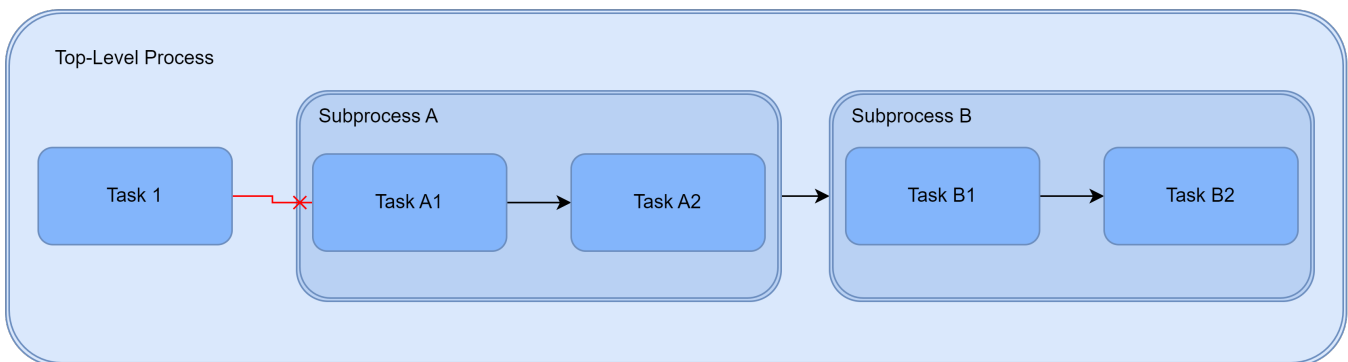 Top-Level Process
Subprocess A
Subprocess B
Task 1
Task A1
Task A2
Task B1
Task B2